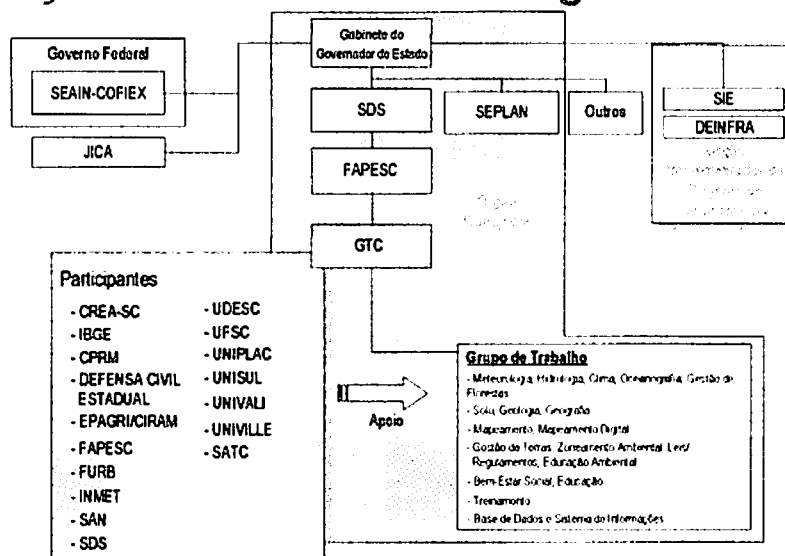 Gabinete do
Governador do Estado
Governo Federal
SEAIN-COFIEX
JICA
SDS
SEPLAN
Outros
SIE
DEINFRA
FAPESC
GTC
Participantes
- CREA-SC
- IBGE
- CPRM
- DEFENSA CIVIL
ESTADUAL
- EPAGRI/CIRAM
- FAPESC
- FURB
- INMET
- SAN
- SDS
- UDESC
- UFSC
- UNIPLAC
- UNISUL
- UNIVALI
- UNIVILLE
- SATC
Apoio
Grupo de Trabalho
- Meteorologia, Hidrologia, Clima, Oceanografia, Gestão de
Florestas
- Solo, Geologia, Geografia
- Mapeamento, Mapeamento Digital
- Gestão de Terras, Zoneamento Ambiental, Leis/
Regulamentos, Educação Ambiental
- Bem-Estar Social, Educação
- Treinamento
- Base de Dados e Sistema de Informações